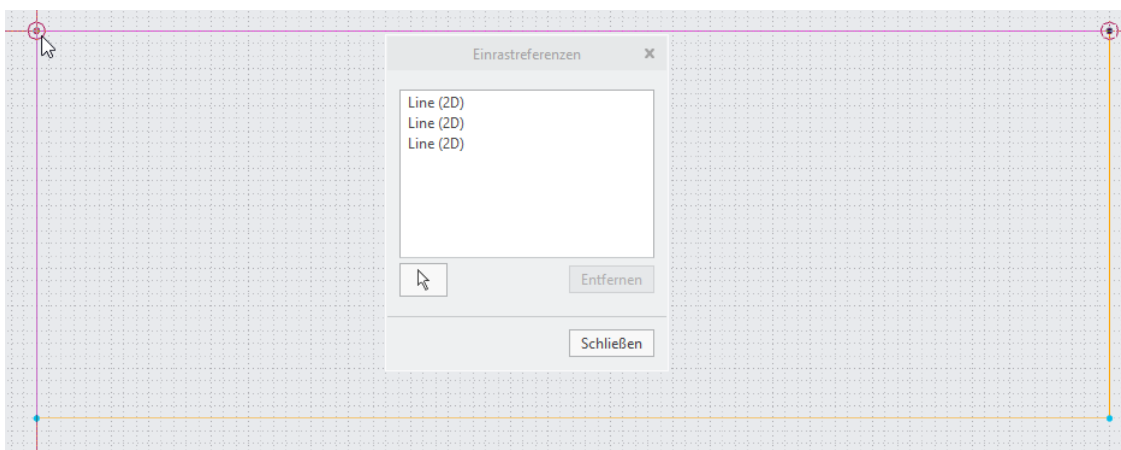 Einrastreferenzen
Line (2D)
Line (2D)
Line (2D)
Entfernen
Schließen